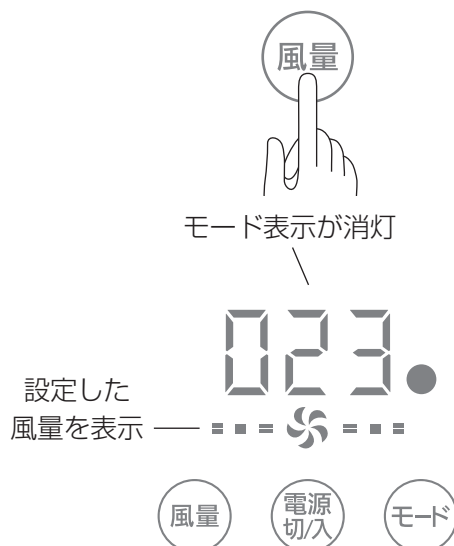 風量
モード表示が消灯
023
設定した
風量を表示
風量
電源
切/入
モード